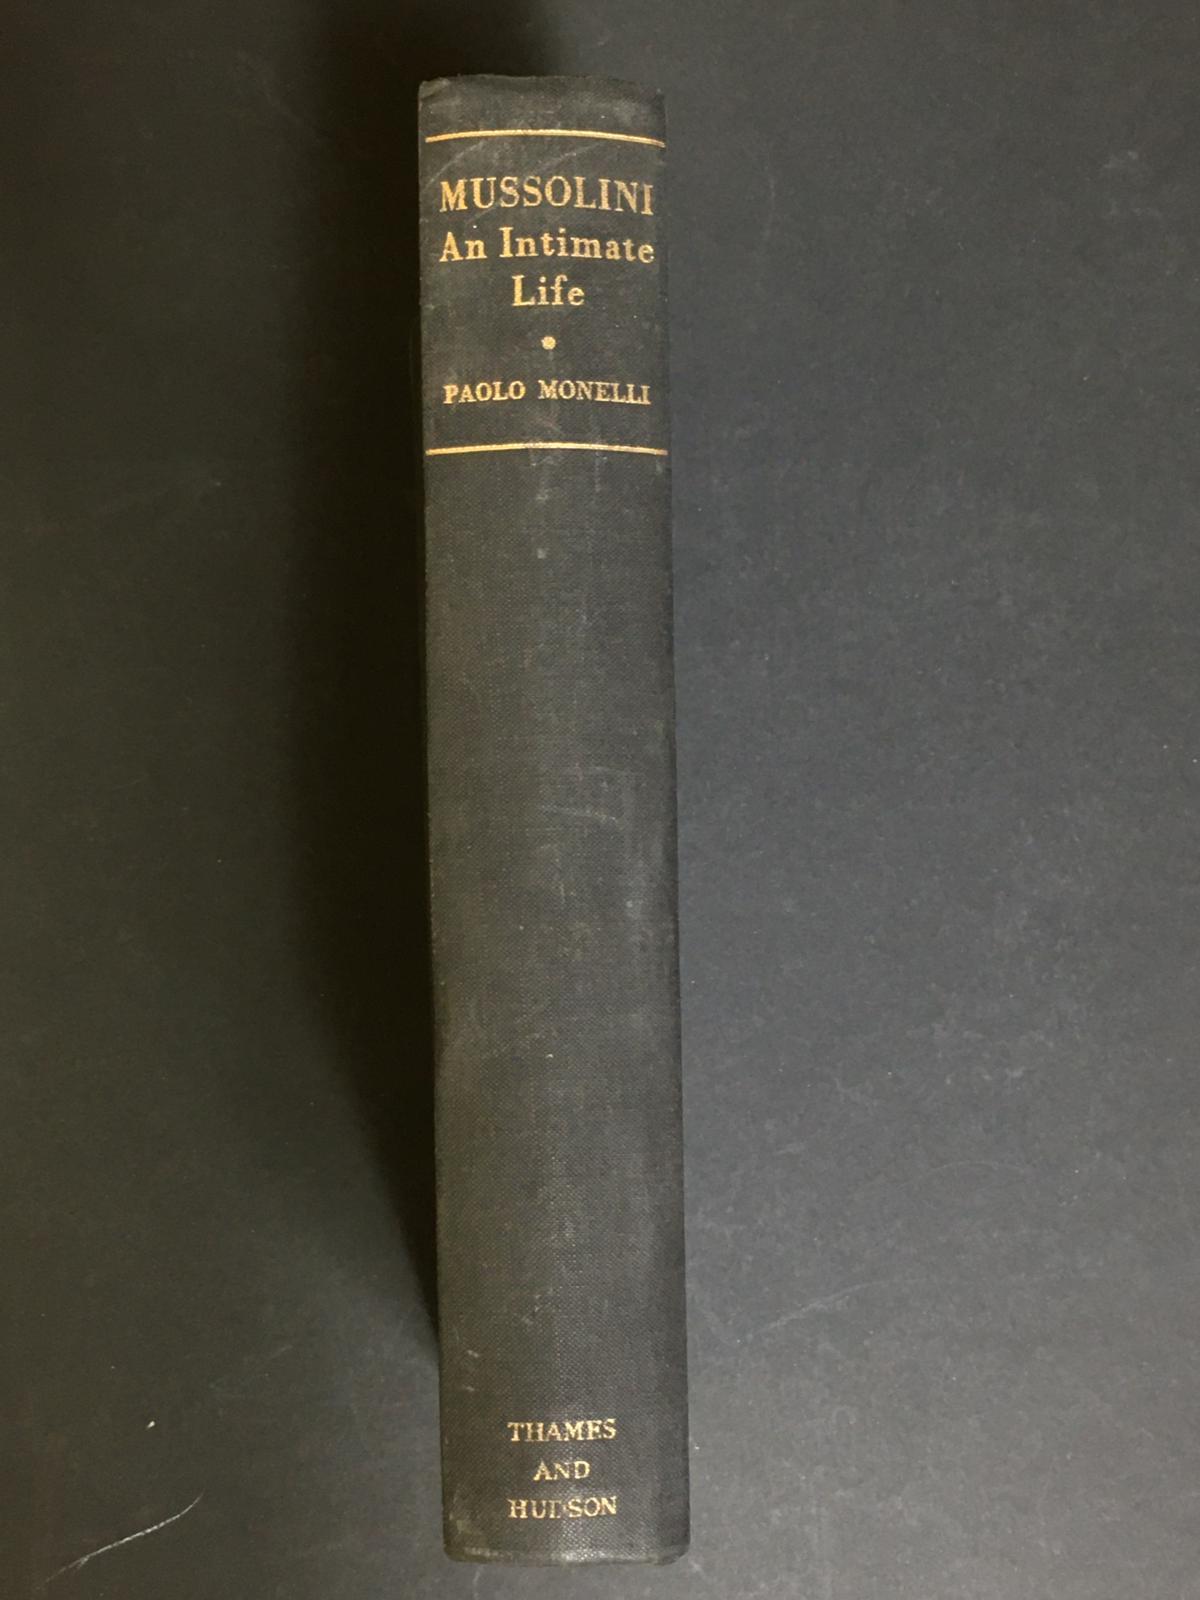 MUSSOLINI
An Intimate
Life
PAOLO MONELLI
THAMES
AND
HUDSON